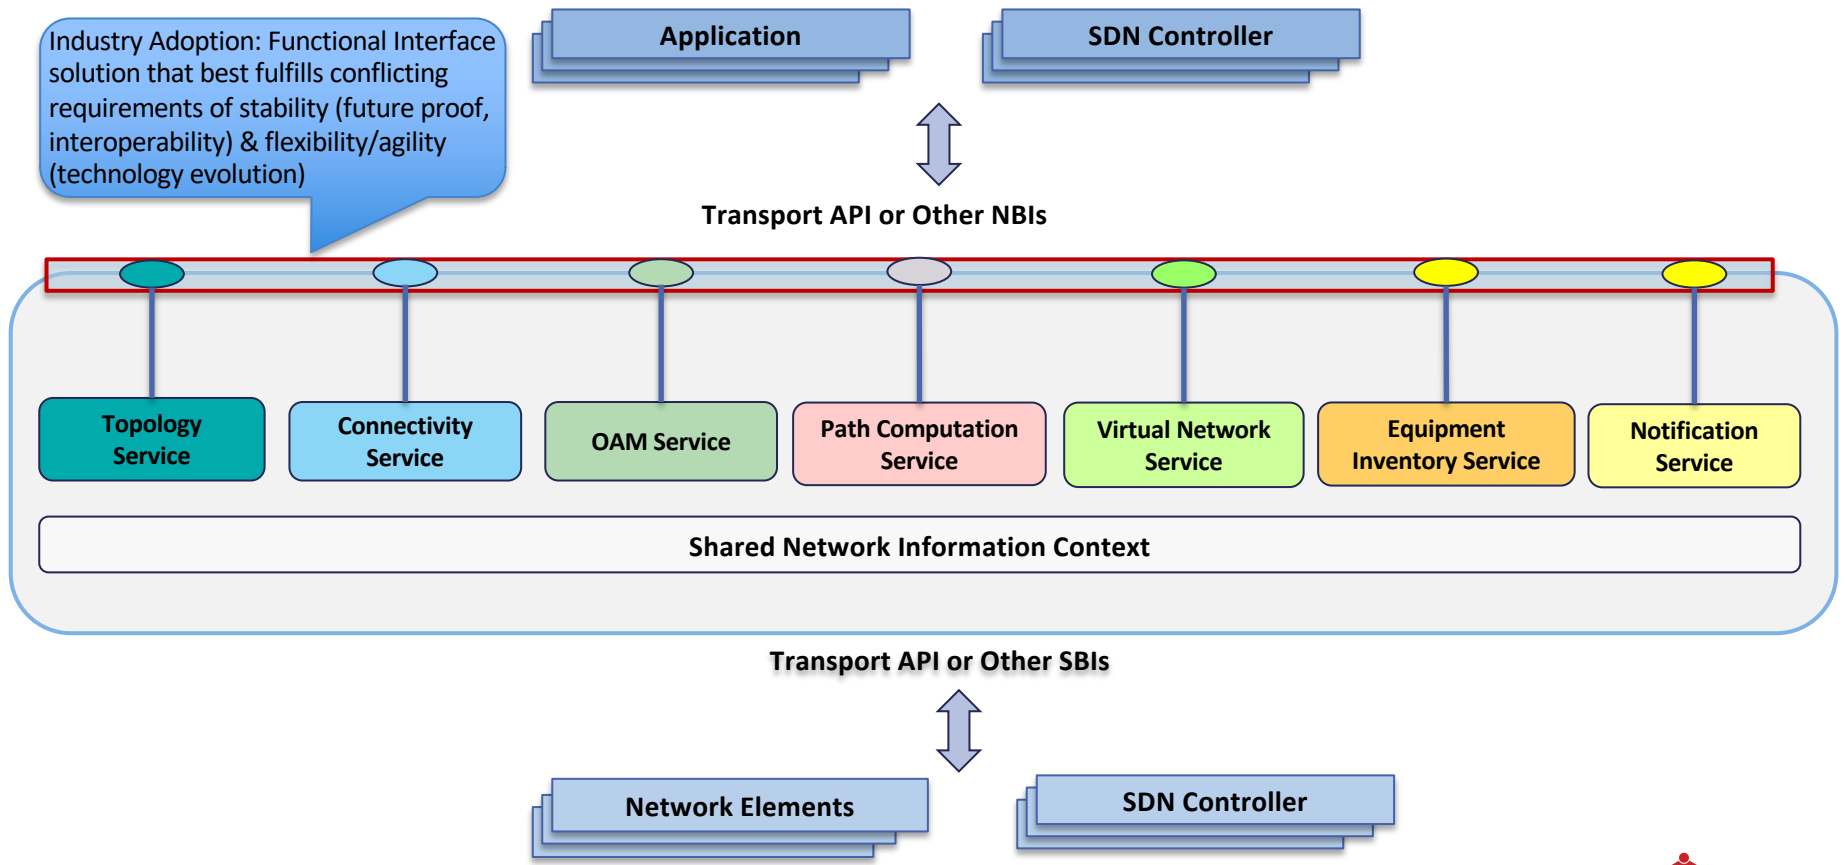 Industry Adoption: Functional Interface
solution that best fulfills conflicting
requirements of stability (future proof,
interoperability) & flexibility/agility
(technology evolution)
Application
SDN Controller
Transport API or Other NBIs
Topology
Service
Connectivity
Service
OAM Service
Path Computation
Service
Virtual Network
Service
Equipment
Inventory Service
Notification
Service
Shared Network Information Context
Transport API or Other SBIs
Network Elements
SDN Controller